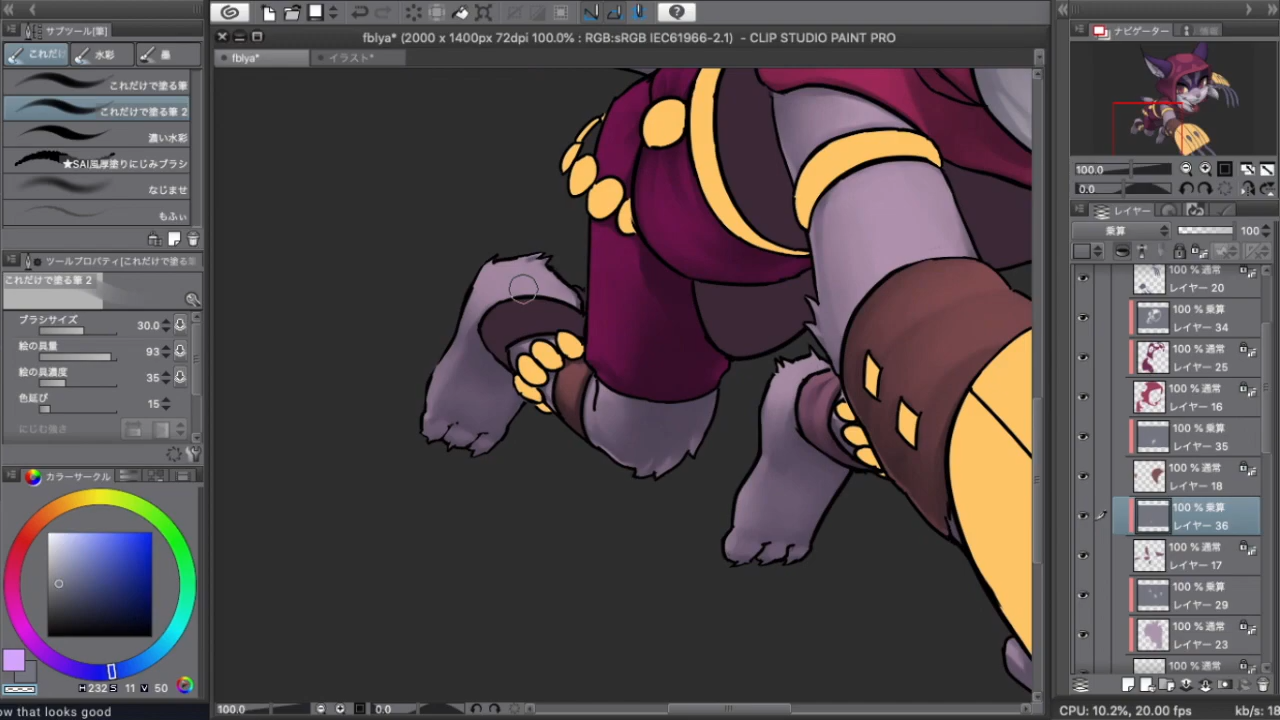 fblya* (2000 x 1400px 72dpi 100.0% : RGB:sRGB IEC61966-2.1) - CLIP STUDIO PAINT PRO
サブツール[筆]
これだけ
水彩
墨
これだけで塗る筆
これだけで塗る筆 2
濃い水彩
★SAI風厚塗りにじみブラシ
なじませ
もふぃ
ツールプロパティ[これだけで塗る筆
これだけで塗る筆 2
ブラシサイズ 30.0
絵の具量 93
絵の具濃度 35
色延び 15
にじむ強さ
カラーサークル
H 232 S 11 V 50
ow that looks good
fblya*
イラスト*
100.0
0.0
ナビゲーター
情報
100.0
0.0
レイヤー
乗算 100
100 % 通常
レイヤー 20
100 % 乗算
レイヤー 34
100 % 通常
レイヤー 25
100 % 通常
レイヤー 16
100 % 乗算
レイヤー 35
100 % 通常
レイヤー 18
100 % 乗算
レイヤー 36
100 % 通常
レイヤー 17
100 % 乗算
レイヤー 29
100 % 通常
レイヤー 23
100 % 通常
CPU: 10.2%, 20.00 fps
kb/s: 18